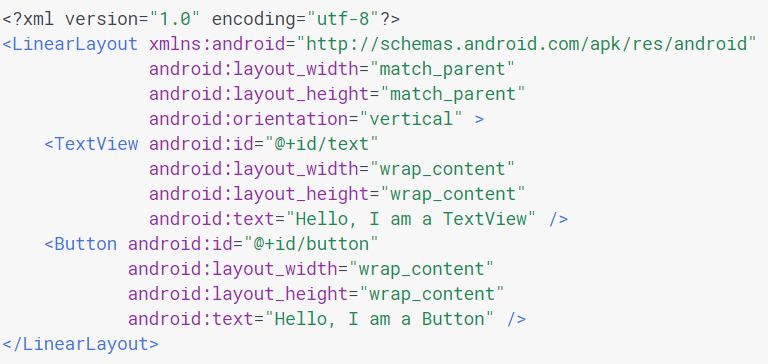 <?xml version="1.0" encoding="utf-8"?>
<LinearLayout xmlns:android="http://schemas.android.com/apk/res/android"
              android:layout_width="match_parent"
              android:layout_height="match_parent"
              android:orientation="vertical" >
    <TextView android:id="@+id/text"
              android:layout_width="wrap_content"
              android:layout_height="wrap_content"
              android:text="Hello, I am a TextView" />
    <Button android:id="@+id/button"
            android:layout_width="wrap_content"
            android:layout_height="wrap_content"
            android:text="Hello, I am a Button" />
</LinearLayout>